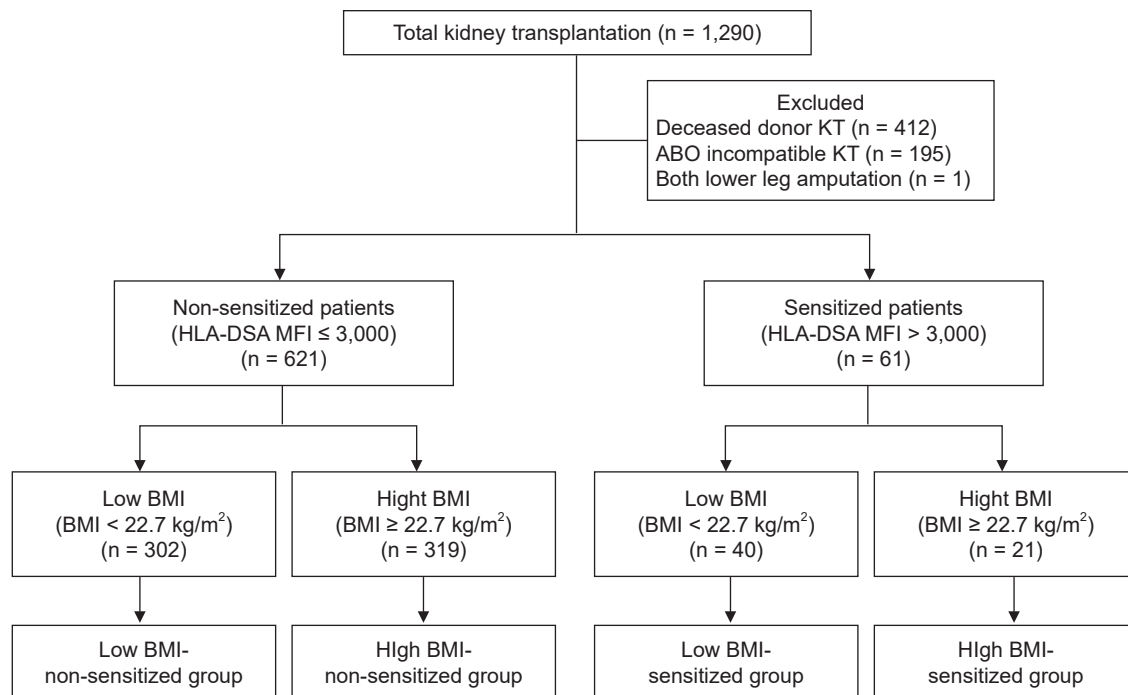 Total kidney transplantation (n = 1,290)
Excluded
Deceased donor KT (n = 412)
ABO incompatible KT (n = 195)
Both lower leg amputation (n = 1)
Non-sensitized patients
(HLA-DSA MFI ≤ 3,000)
(n = 621)
Sensitized patients
(HLA-DSA MFI > 3,000)
(n = 61)
Low BMI
(BMI < 22.7 kg/m²)
(n = 302)
Hight BMI
(BMI ≥ 22.7 kg/m²)
(n = 319)
Low BMI
(BMI < 22.7 kg/m²)
(n = 40)
Hight BMI
(BMI ≥ 22.7 kg/m²)
(n = 21)
Low BMI-
non-sensitized group
HIgh BMI-
non-sensitized group
Low BMI-
sensitized group
HIgh BMI-
sensitized group